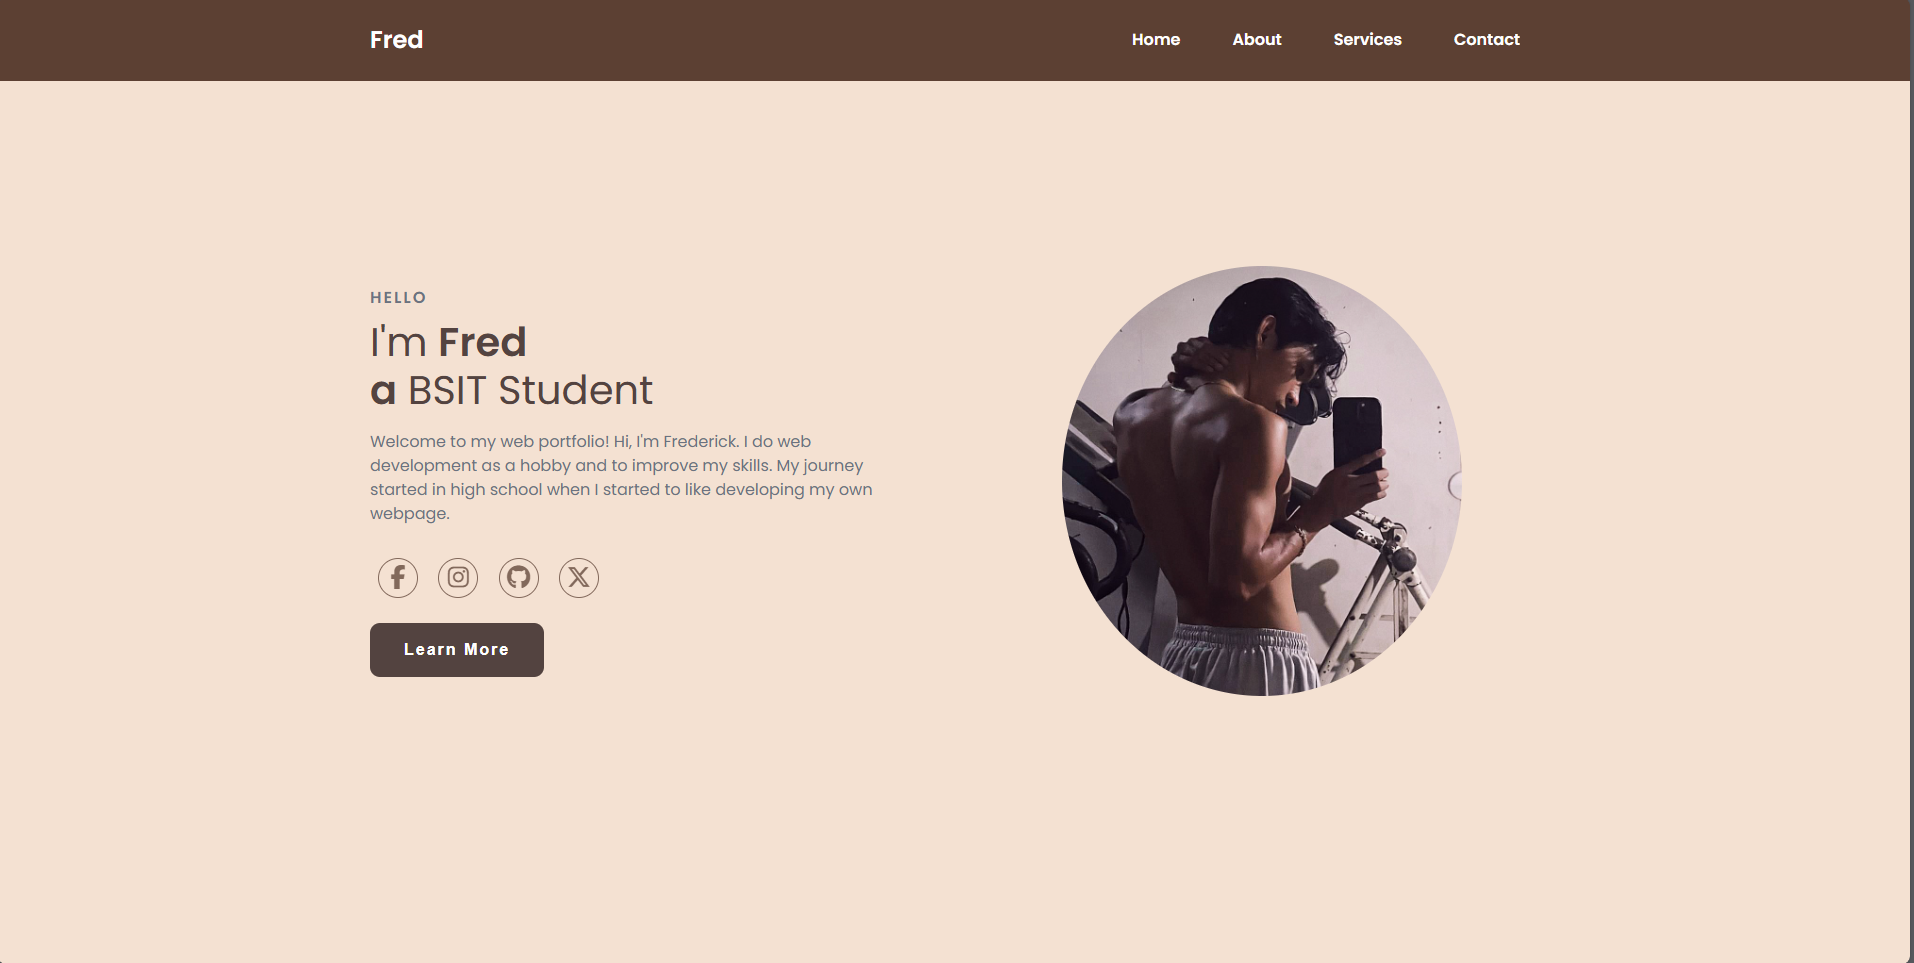 Fred
Home About Services Contact
HELLO
I'm Fred
a BSIT Student
Welcome to my web portfolio! Hi, I'm Frederick. I do web
development as a hobby and to improve my skills. My journey
started in high school when I started to like developing my own
webpage.
Learn More